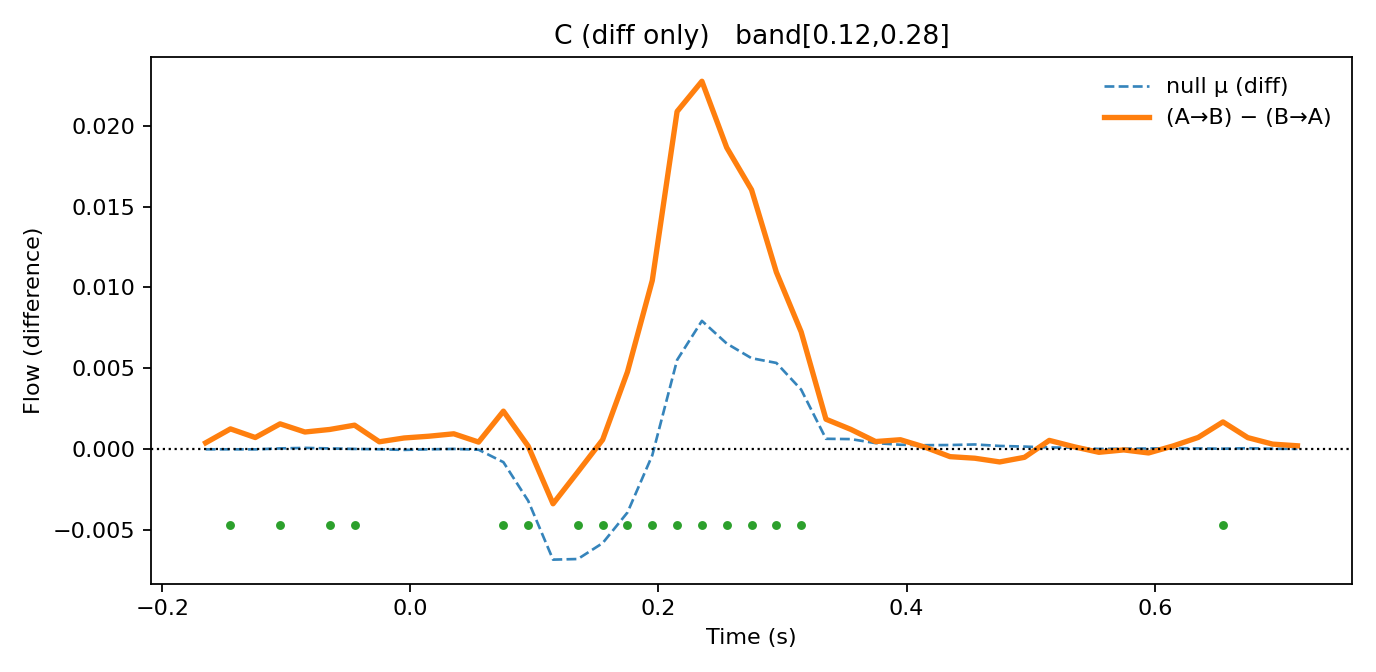 C (diff only)   band[0.12,0.28]
null μ (diff)
(A→B) − (B→A)
Flow (difference)
0.020
0.015
0.010
0.005
0.000
−0.005
−0.2
0.0
0.2
0.4
0.6
Time (s)